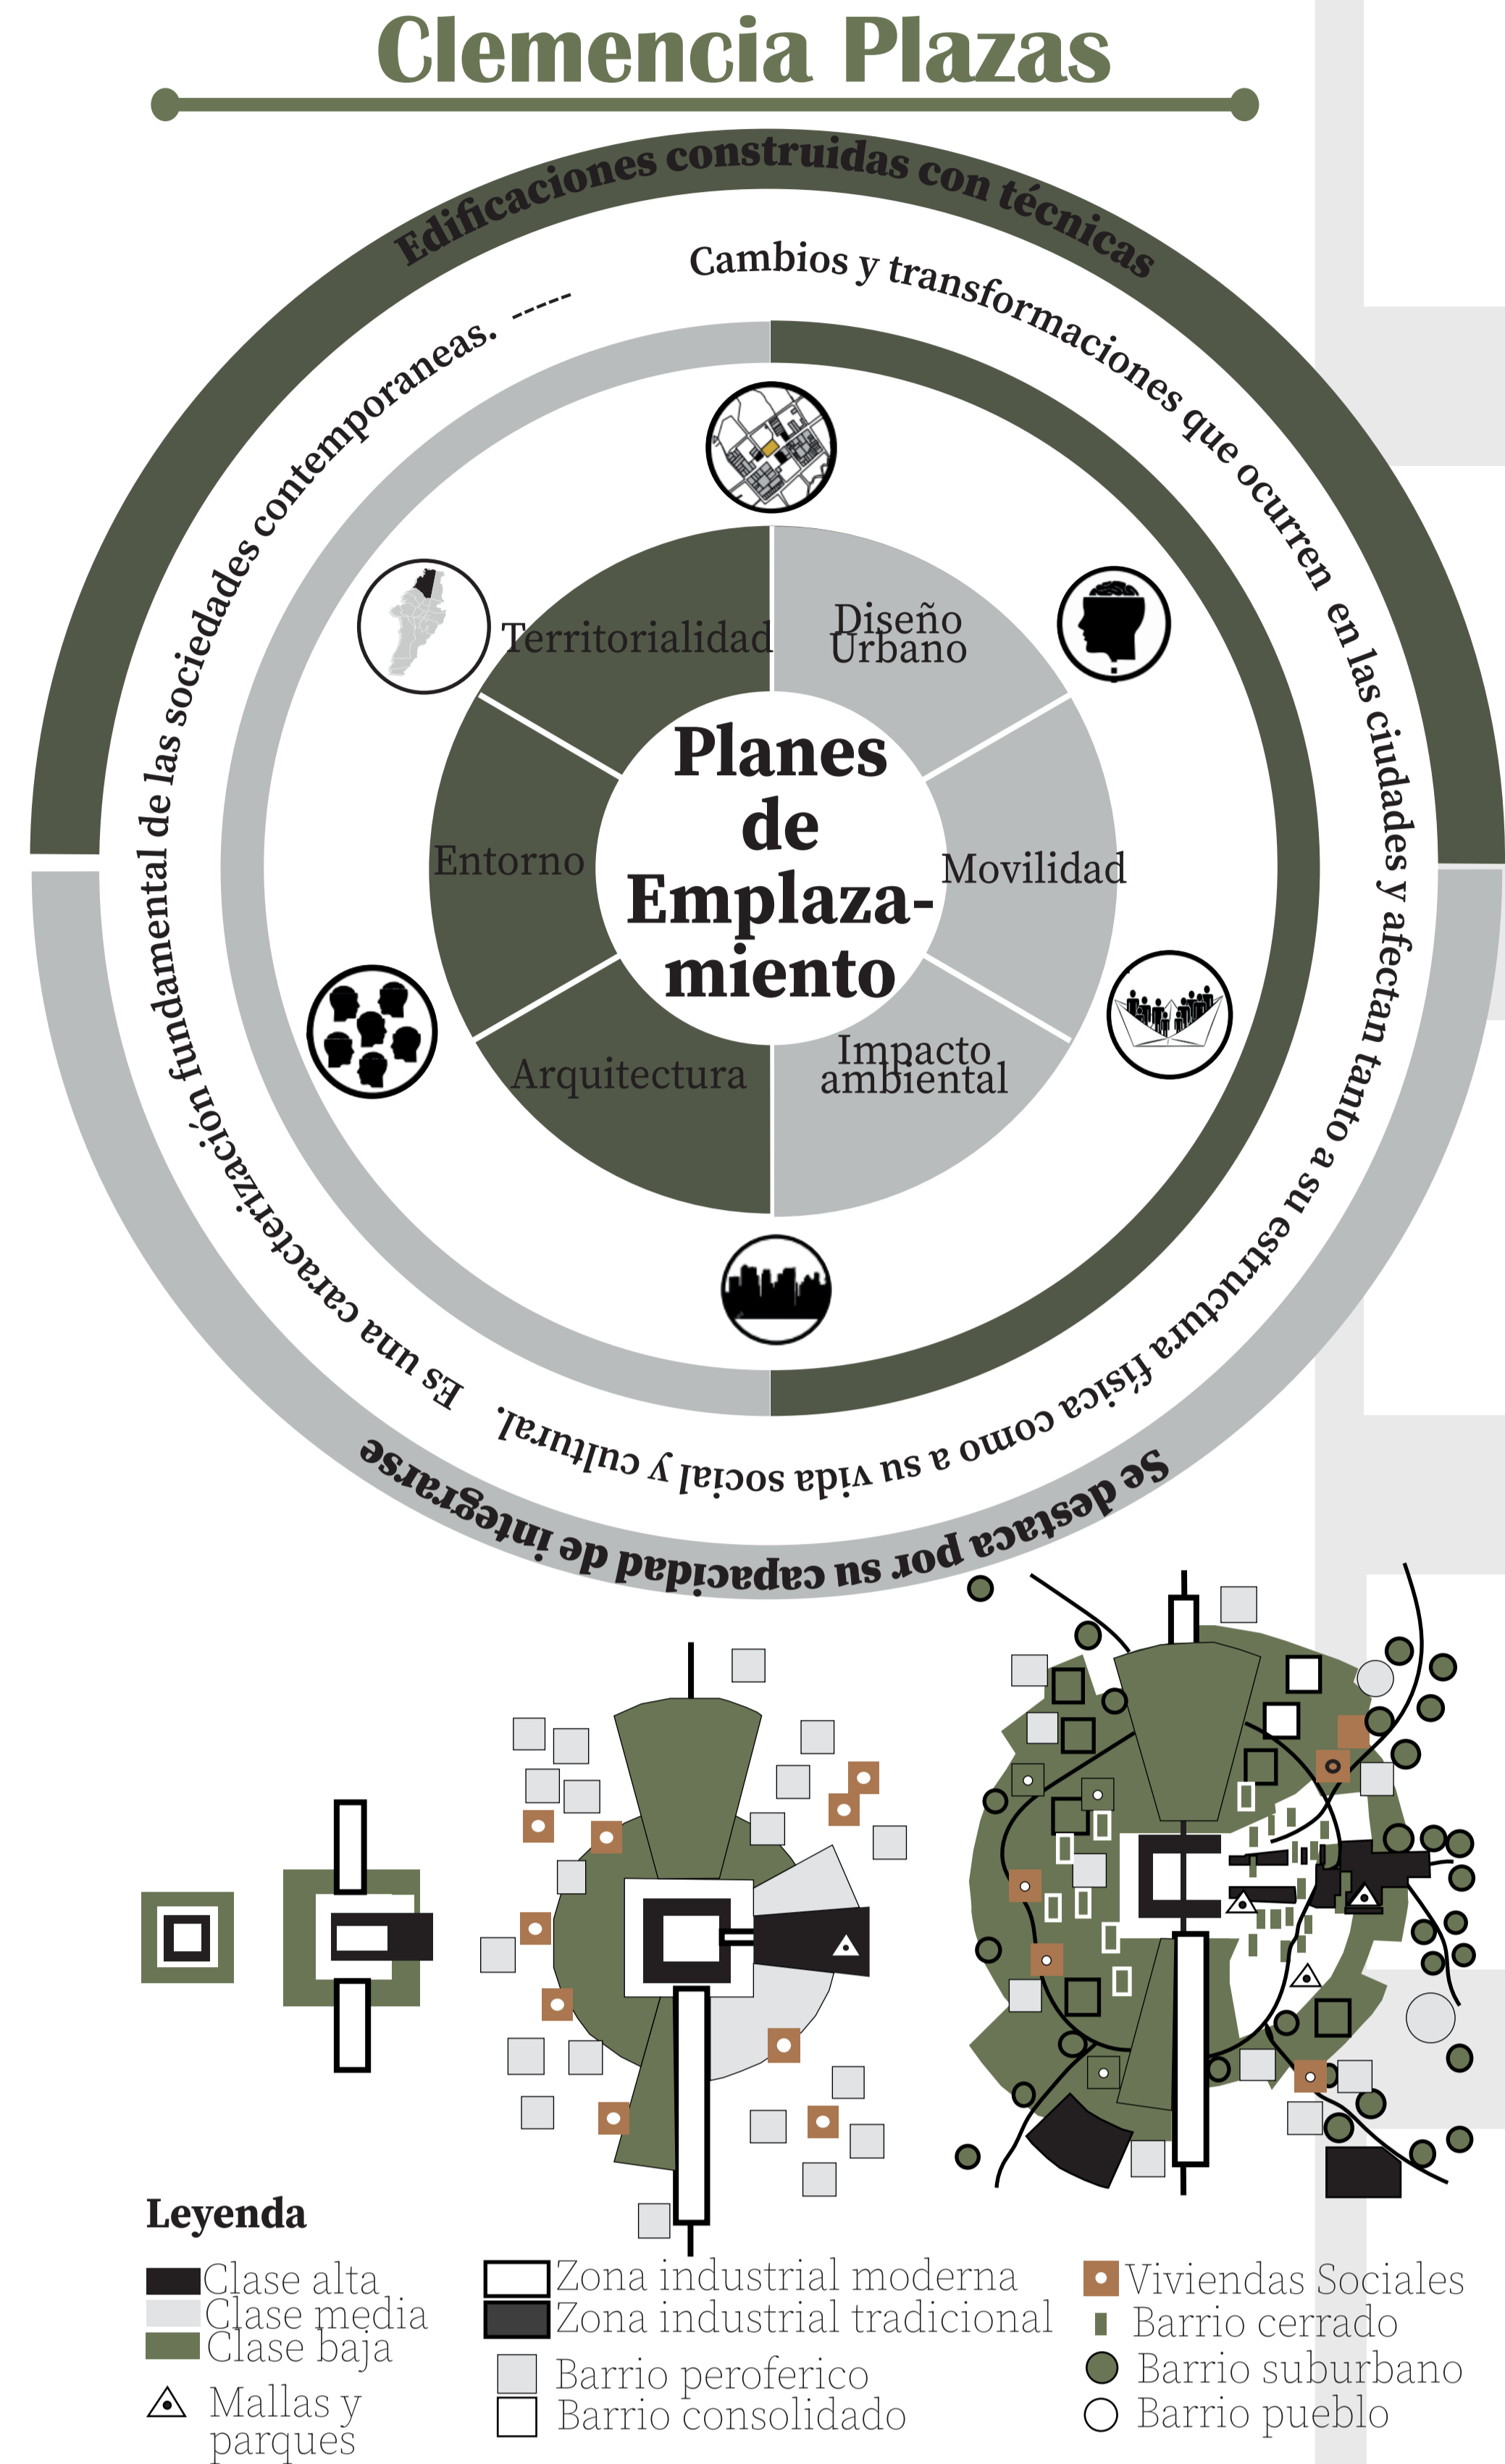 Clemencia Plazas
Edificaciones construidas con técnicas
Cambios y transformaciones que ocurren en las ciudades y afectan tanto a su estructura física como a su vida social y cultural. Es una caracterización fundamental de las sociedades contemporaneas. -----
Territorialidad
Diseño
Urbano
Entorno
Movilidad
Arquitectura
Impacto
ambiental
Planes
de
Emplaza-
miento
Se destaca por su capacidad de integrarse
Leyenda
Clase alta
Clase media
Clase baja
Mallas y
parques
Zona industrial moderna
Zona industrial tradicional
Barrio peroferico
Barrio consolidado
Viviendas Sociales
Barrio cerrado
Barrio suburbano
Barrio pueblo